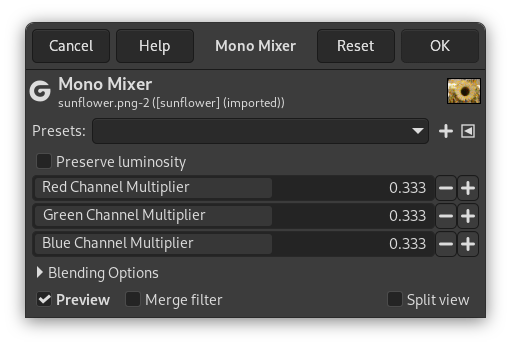 Cancel Help Mono Mixer Reset OK
Mono Mixer
sunflower.png-2 ([sunflower] (imported))
Presets:
Preserve luminosity
Red Channel Multiplier 0.333
Green Channel Multiplier 0.333
Blue Channel Multiplier 0.333
Blending Options
Preview Merge filter Split view